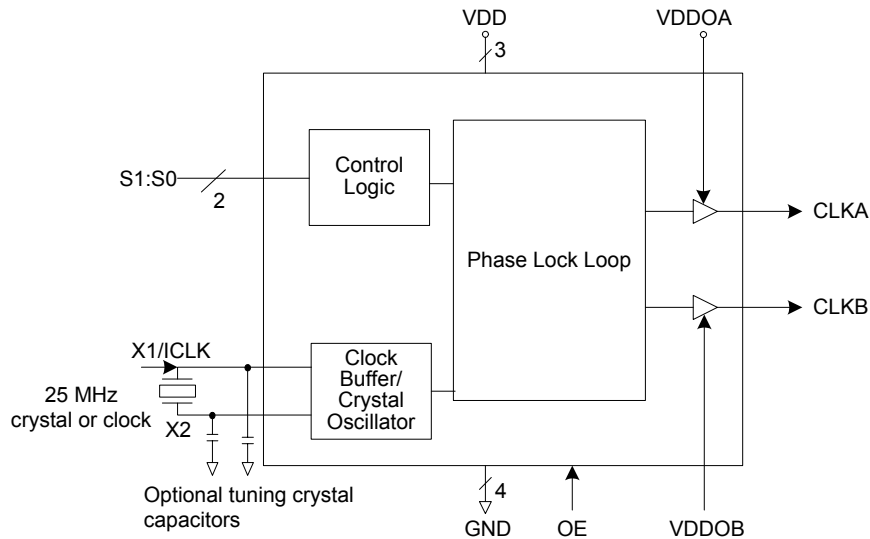 VDD
VDDOA
3
S1:S0
2
Control
Logic
Phase Lock Loop
CLKA
CLKB
X1/ICLK
25 MHz
crystal or clock
X2
Clock
Buffer/
Crystal
Oscillator
Optional tuning crystal
capacitors
4
GND
OE
VDDOB